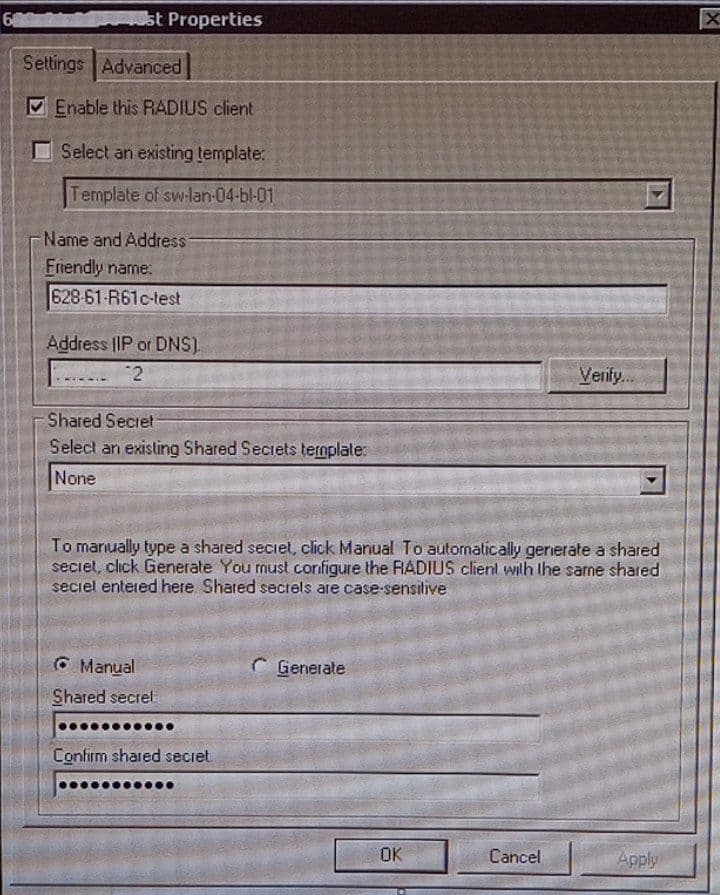 st Properties
Settings
Advanced
Enable this RADIUS client
Select an existing template:
Template of sw-lan-04-bl-01
Name and Address
Friendly name:
628-61-R61c-test
Address (IP or DNS).
2
Verify...
Shared Secret
Select an existing Shared Secrets template:
None
To manually type a shared secret, click Manual. To automatically generate a shared
secret, click Generate. You must configure the RADIUS client with the same shared
secret entered here. Shared secrets are case-sensitive
Manual
Generate
Shared secret:
Confirm shared secret:
OK
Cancel
Apply